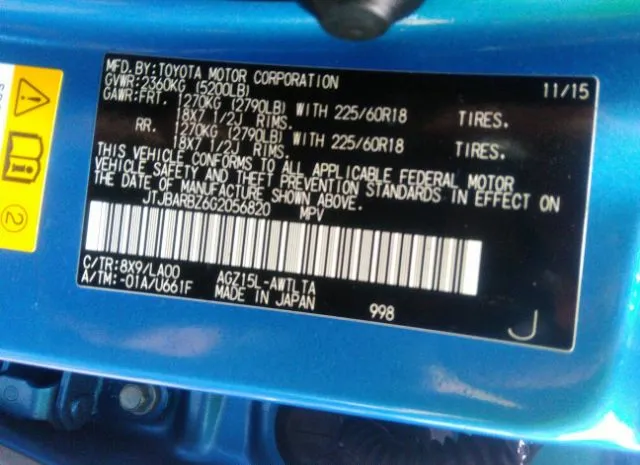 MFD.BY:TOYOTA MOTOR CORPORATION 11/15
GVWR:2360KG (5200LB)
GAWR:FRT. 1270KG (2790LB) WITH 225/60R18 TIRES.
18X7 1/2J RIMS.
RR. 1270KG (2790LB) WITH 225/60R18 TIRES.
18X7 1/2J RIMS.
THIS VEHICLE CONFORMS TO ALL APPLICABLE FEDERAL MOTOR
VEHICLE SAFETY AND THEFT PREVENTION STANDARDS IN EFFECT ON
THE DATE OF MANUFACTURE SHOWN ABOVE.
JTJBARBZ6G2056820 MPV
C/TR:8X9/LA00 AGZ15L-AWTLTA
A/TM:-01A/U661F MADE IN JAPAN 998
J
2